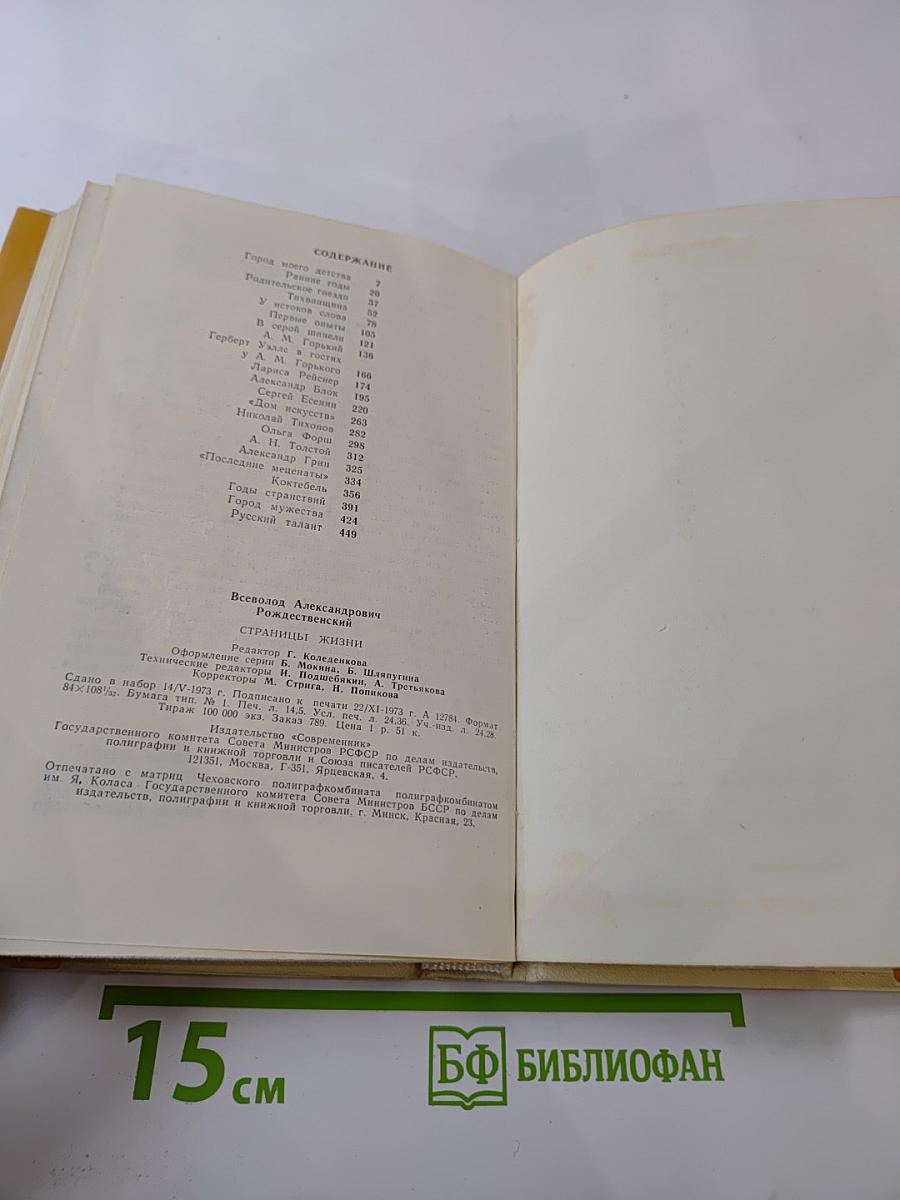 СОДЕРЖАНИЕ
Город моего детства 7
Ранние годы 20
Родительское гнездо 37
Тихвинщина 52
У истоков слова 78
Первые опыты 105
В серой шинели 121
А. М. Горький 136
Герберт Уэллс в гостях
у А. М. Горького 166
Лариса Рейснер 174
Александр Блок 195
Сергей Есенин 220
«Дом искусств» 263
Николай Тихонов 282
Ольга Форш 298
А. Н. Толстой 312
Александр Грин 325
«Последние меценаты» 334
Коктебель 356
Годы странствий 391
Город мужества 424
Русский талант 449
Всеволод Александрович
Рождественский
СТРАНИЦЫ ЖИЗНИ
Редактор Г. Коледенкова
Оформление серии Б. Мокина, Б. Шляпугина
Технические редакторы И. Подшебякин, А. Третьякова
Корректоры М. Стрига, Н. Попикова
Сдано в набор 14/V-1973 г. Подписано к печати 22/XI-1973 г. А 12784. Формат
84×108¹/₃₂. Бумага тип. № 1. Печ. л. 14,5. Усл. печ. л. 24,36. Уч.-изд. л. 24,28.
Тираж 100 000 экз. Заказ 789. Цена 1 р. 51 к.
Издательство «Современник»
Государственного комитета Совета Министров РСФСР по делам издательств,
полиграфии и книжной торговли и Союза писателей РСФСР.
121351, Москва, Г-351, Ярцевская, 4.
Отпечатано с матриц Чеховского полиграфкомбината полиграфкомбинатом
им. Я. Коласа Государственного комитета Совета Министров БССР по делам
издательств, полиграфии и книжной торговли, г. Минск, Красная, 23.
15 см
БФ БИБЛИОФАН